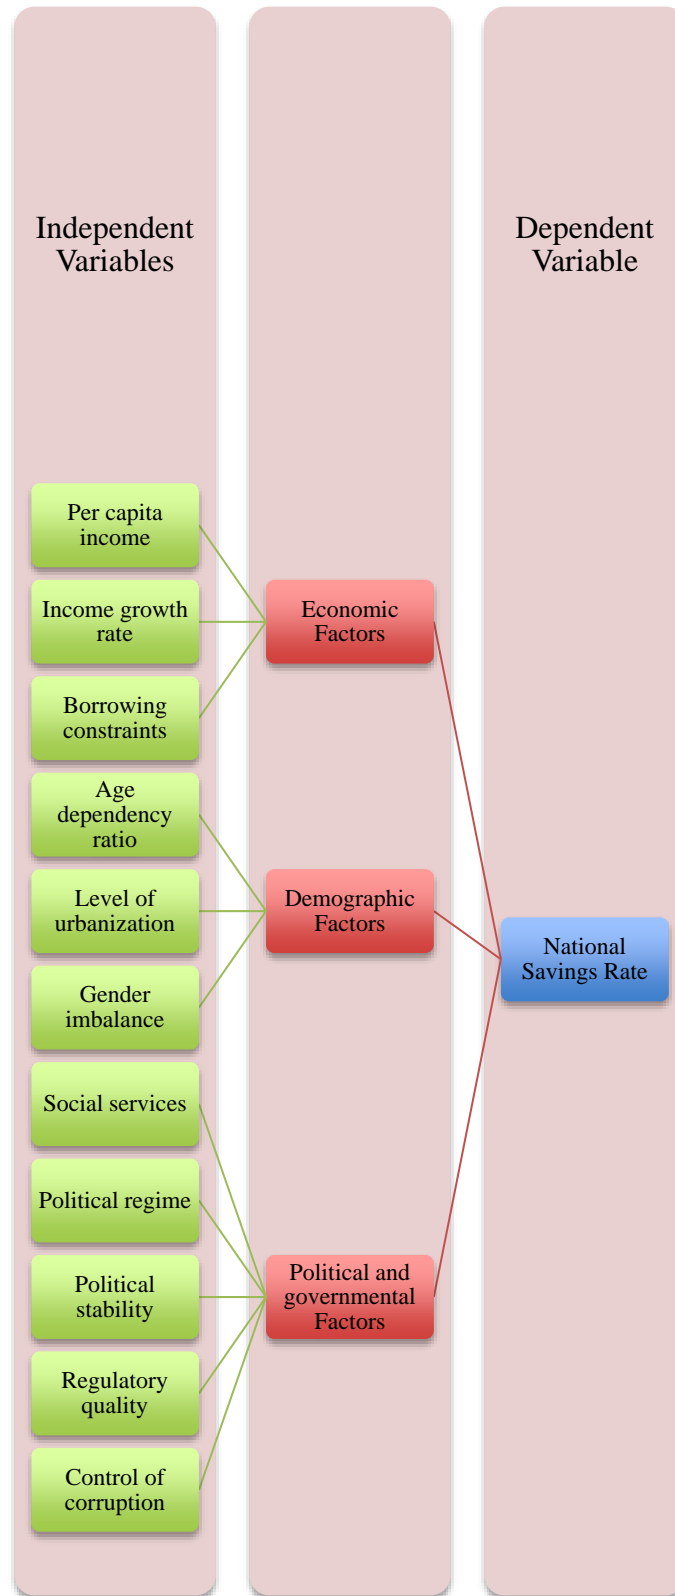 Independent
Variables
Dependent
Variable
Per capita
income
Income growth
rate
Borrowing
constraints
Age
dependency
ratio
Level of
urbanization
Gender
imbalance
Social services
Political regime
Political
stability
Regulatory
quality
Control of
corruption
Economic
Factors
Demographic
Factors
Political and
governmental
Factors
National
Savings Rate